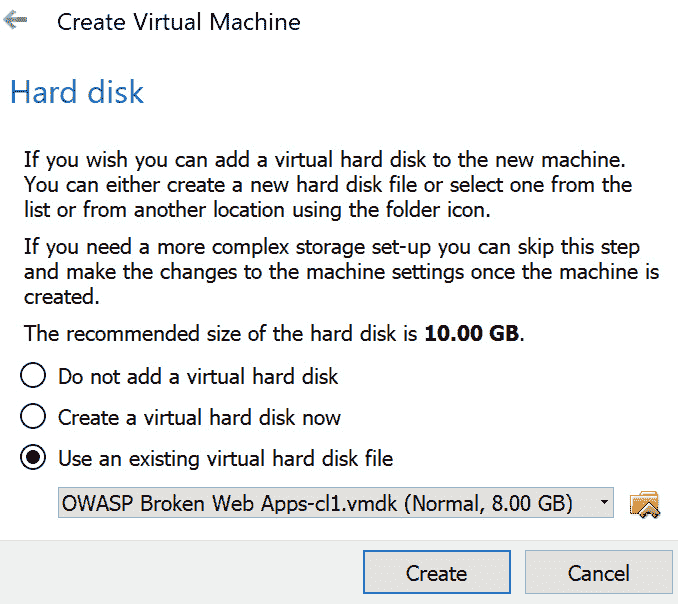 Create Virtual Machine
Hard disk
If you wish you can add a virtual hard disk to the new machine.
You can either create a new hard disk file or select one from the
list or from another location using the folder icon.
If you need a more complex storage set-up you can skip this step
and make the changes to the machine settings once the machine is
created.
The recommended size of the hard disk is 10.00 GB.
Do not add a virtual hard disk
Create a virtual hard disk now
Use an existing virtual hard disk file
OWASP Broken Web Apps-cl1.vmdk (Normal, 8.00 GB)
Create
Cancel